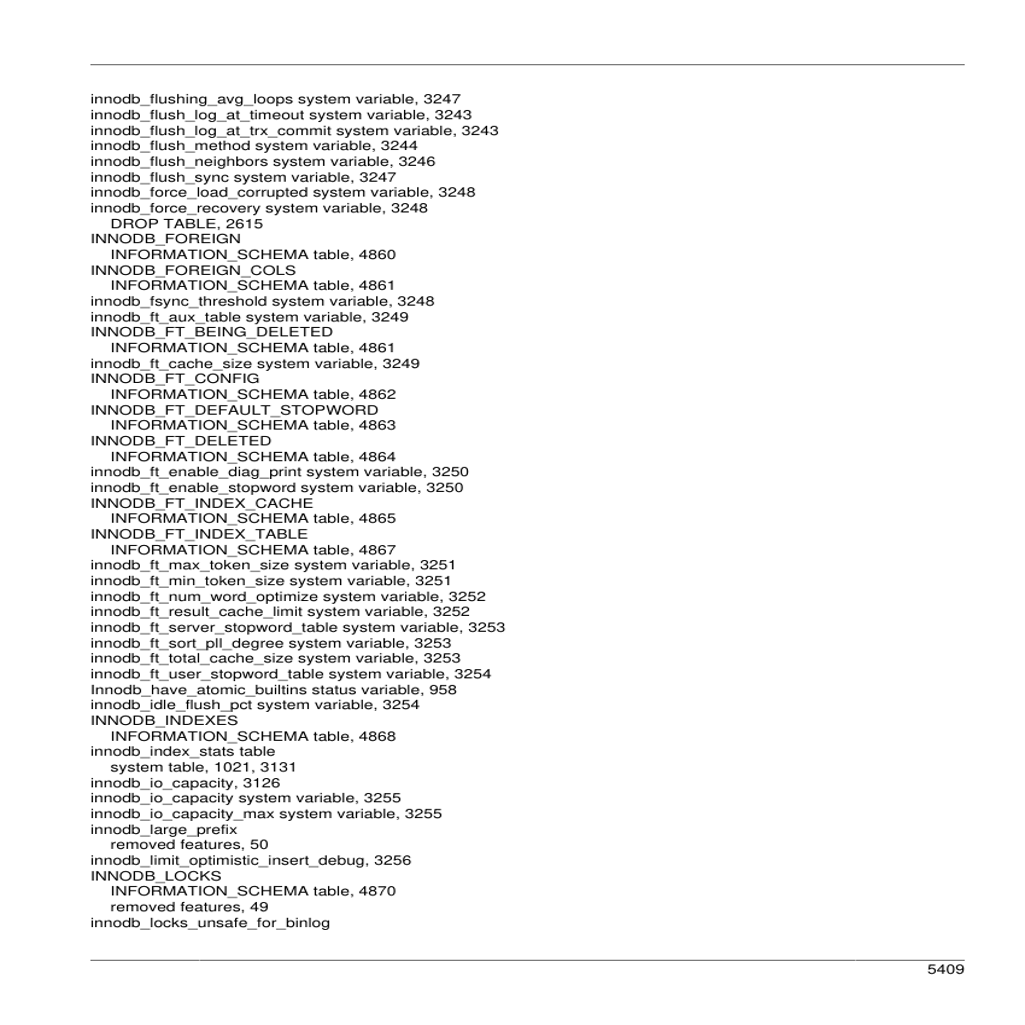 innodb_flushing_avg_loops system variable, 3247
innodb_flush_log_at_timeout system variable, 3243
innodb_flush_log_at_trx_commit system variable, 3243
innodb_flush_method system variable, 3244
innodb_flush_neighbors system variable, 3246
innodb_flush_sync system variable, 3247
innodb_force_load_corrupted system variable, 3248
innodb_force_recovery system variable, 3248
DROP TABLE, 2615
INNODB_FOREIGN
INFORMATION_SCHEMA table, 4860
INNODB_FOREIGN_COLS
INFORMATION_SCHEMA table, 4861
innodb_fsync_threshold system variable, 3248
innodb_ft_aux_table system variable, 3249
INNODB_FT_BEING_DELETED
INFORMATION_SCHEMA table, 4861
innodb_ft_cache_size system variable, 3249
INNODB_FT_CONFIG
INFORMATION_SCHEMA table, 4862
INNODB_FT_DEFAULT_STOPWORD
INFORMATION_SCHEMA table, 4863
INNODB_FT_DELETED
INFORMATION_SCHEMA table, 4864
innodb_ft_enable_diag_print system variable, 3250
innodb_ft_enable_stopword system variable, 3250
INNODB_FT_INDEX_CACHE
INFORMATION_SCHEMA table, 4865
INNODB_FT_INDEX_TABLE
INFORMATION_SCHEMA table, 4867
innodb_ft_max_token_size system variable, 3251
innodb_ft_min_token_size system variable, 3251
innodb_ft_num_word_optimize system variable, 3252
innodb_ft_result_cache_limit system variable, 3252
innodb_ft_server_stopword_table system variable, 3253
innodb_ft_sort_pll_degree system variable, 3253
innodb_ft_total_cache_size system variable, 3253
innodb_ft_user_stopword_table system variable, 3254
Innodb_have_atomic_builtins status variable, 958
innodb_idle_flush_pct system variable, 3254
INNODB_INDEXES
INFORMATION_SCHEMA table, 4868
innodb_index_stats table
system table, 1021, 3131
innodb_io_capacity, 3126
innodb_io_capacity system variable, 3255
innodb_io_capacity_max system variable, 3255
innodb_large_prefix
removed features, 50
innodb_limit_optimistic_insert_debug, 3256
INNODB_LOCKS
INFORMATION_SCHEMA table, 4870
removed features, 49
innodb_locks_unsafe_for_binlog
5409